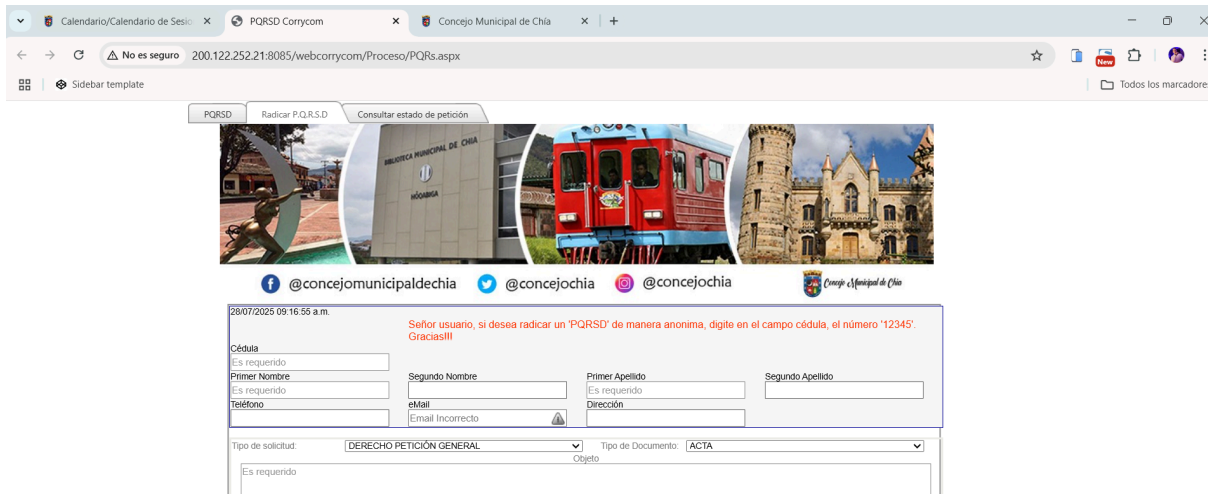 Calendario/Calendario de Sesio
PQRSD Corrycom
Concejo Municipal de Chía
No es seguro
200.122.252.21:8085/webcorrycom/Proceso/PQRs.aspx
New
Sidebar template
Todos los marcadores
PQRSD
Radicar P.Q.R.S.D
Consultar estado de petición
BIBLIOTECA MUNICIPAL DE CHIA
HOQABIGA
@concejomunicipaldechia
@concejochia
@concejochia
Concejo Municipal de Chía
28/07/2025 09:16:55 a.m.
Señor usuario, si desea radicar un 'PQRSD' de manera anonima, digite en el campo cédula, el número '12345'.
Gracias!!!
Cédula
Es requerido
Primer Nombre
Segundo Nombre
Primer Apellido
Segundo Apellido
Es requerido
Es requerido
Teléfono
eMail
Dirección
Email Incorrecto
Tipo de solicitud:
DERECHO PETICIÓN GENERAL
Tipo de Documento:
ACTA
Objeto
Es requerido